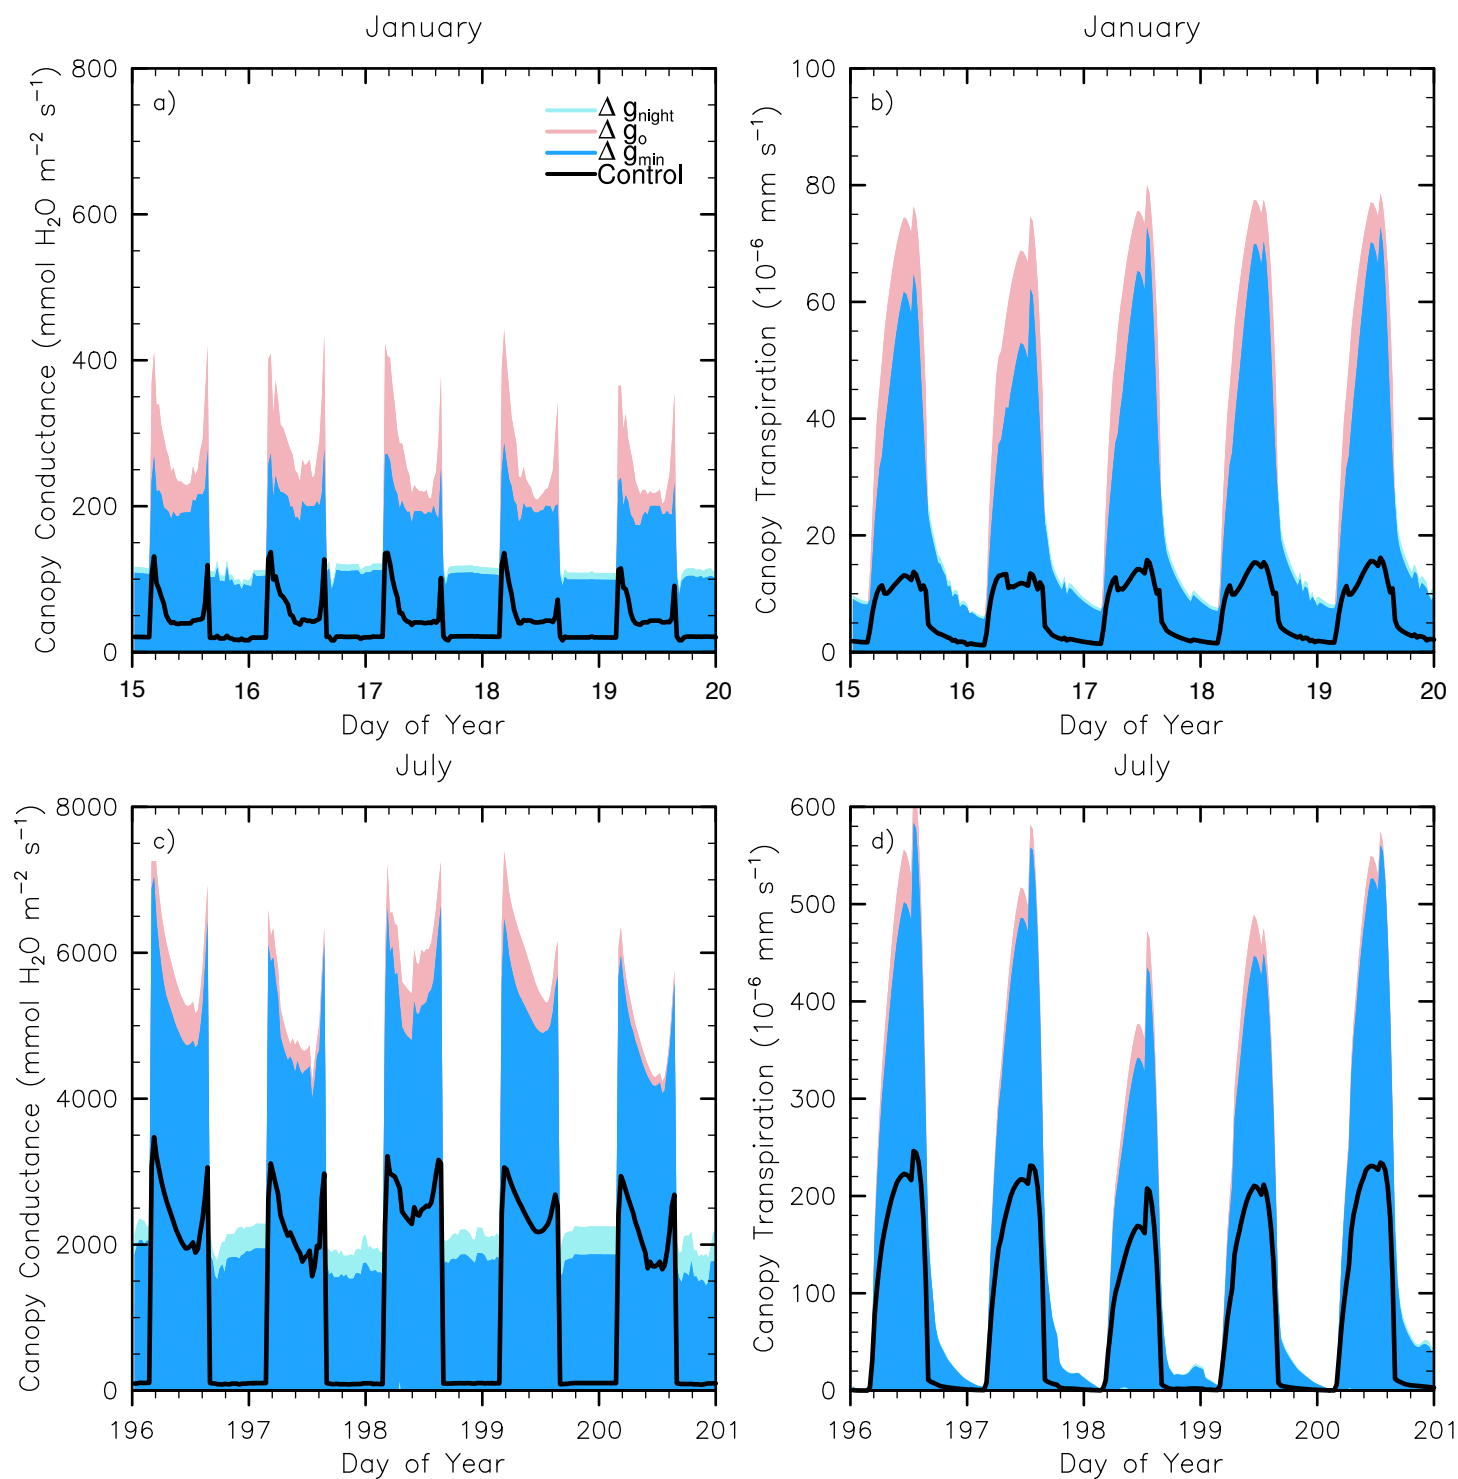 January
January
Canopy Conductance (mmol H₂O m⁻² s⁻¹)
800
600
400
200
0
a)
Δ g_night
Δ g_o
Δ g_min
Control
15 16 17 18 19 20
Day of Year
Canopy Transpiration (10⁻⁶ mm s⁻¹)
100
80
60
40
20
0
b)
15 16 17 18 19 20
Day of Year
July
July
Canopy Conductance (mmol H₂O m⁻² s⁻¹)
8000
6000
4000
2000
0
c)
196 197 198 199 200 201
Day of Year
Canopy Transpiration (10⁻⁶ mm s⁻¹)
600
500
400
300
200
100
0
d)
196 197 198 199 200 201
Day of Year